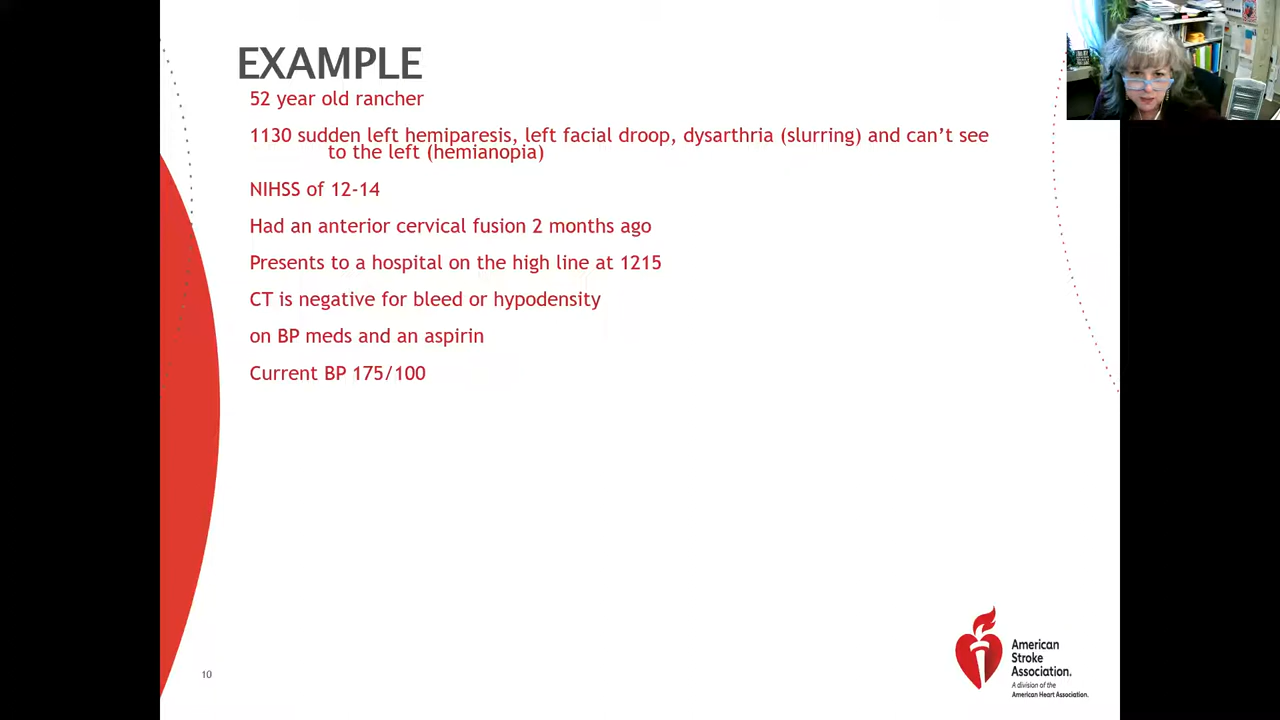 EXAMPLE
52 year old rancher
1130 sudden left hemiparesis, left facial droop, dysarthria (slurring) and can’t see
to the left (hemianopia)
NIHSS of 12-14
Had an anterior cervical fusion 2 months ago
Presents to a hospital on the high line at 1215
CT is negative for bleed or hypodensity
on BP meds and an aspirin
Current BP 175/100
American
Stroke
Association.
A division of the
American Heart Association.
10